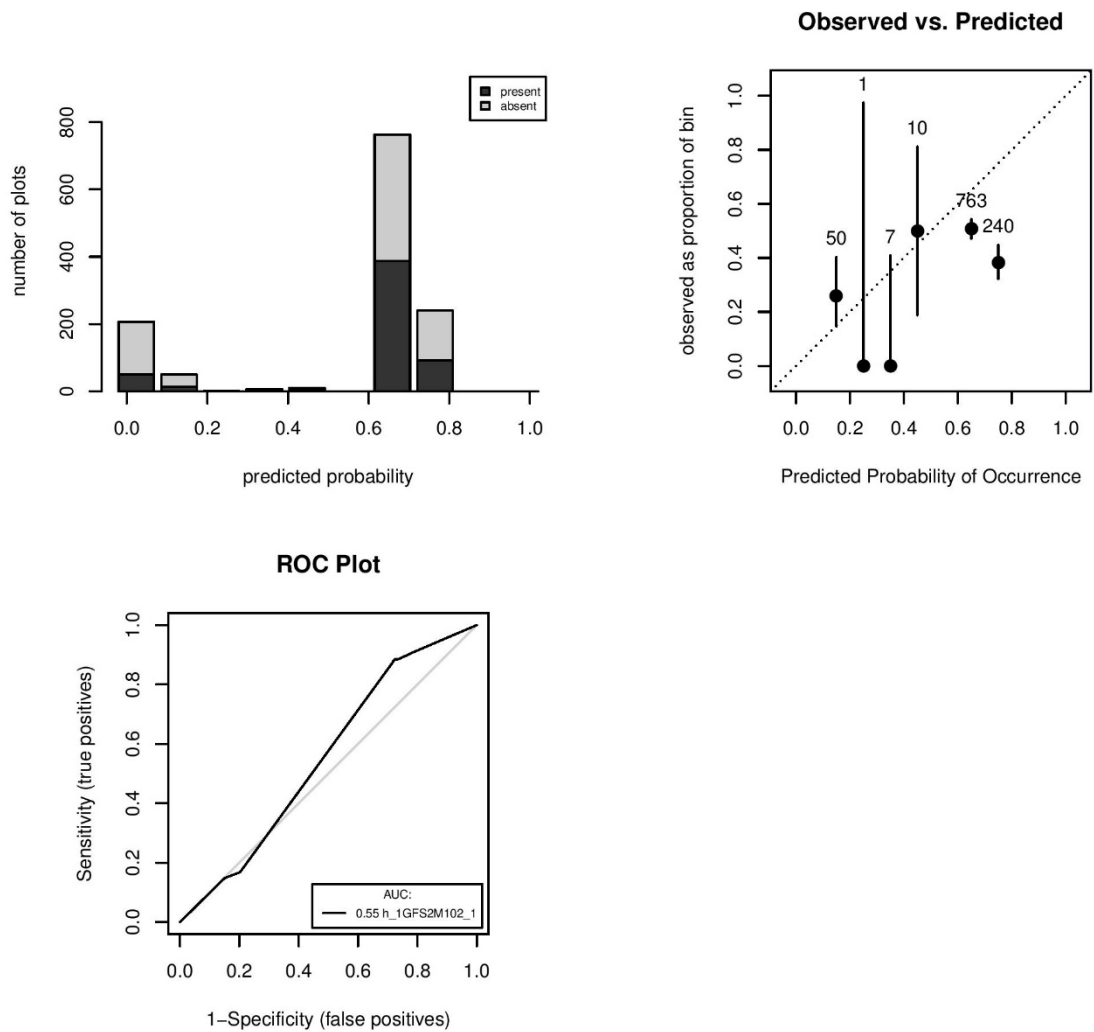 present
absent
800
600
400
200
0
number of plots
0.0 0.2 0.4 0.6 0.8 1.0
predicted probability
Observed vs. Predicted
1.0
0.8
0.6
0.4
0.2
0.0
observed as proportion of bin
1
10
763
240
50
7
0.0 0.2 0.4 0.6 0.8 1.0
Predicted Probability of Occurrence
ROC Plot
1.0
0.8
0.6
0.4
0.2
0.0
Sensitivity (true positives)
AUC:
0.55 h_1GFS2M102_1
0.0 0.2 0.4 0.6 0.8 1.0
1−Specificity (false positives)